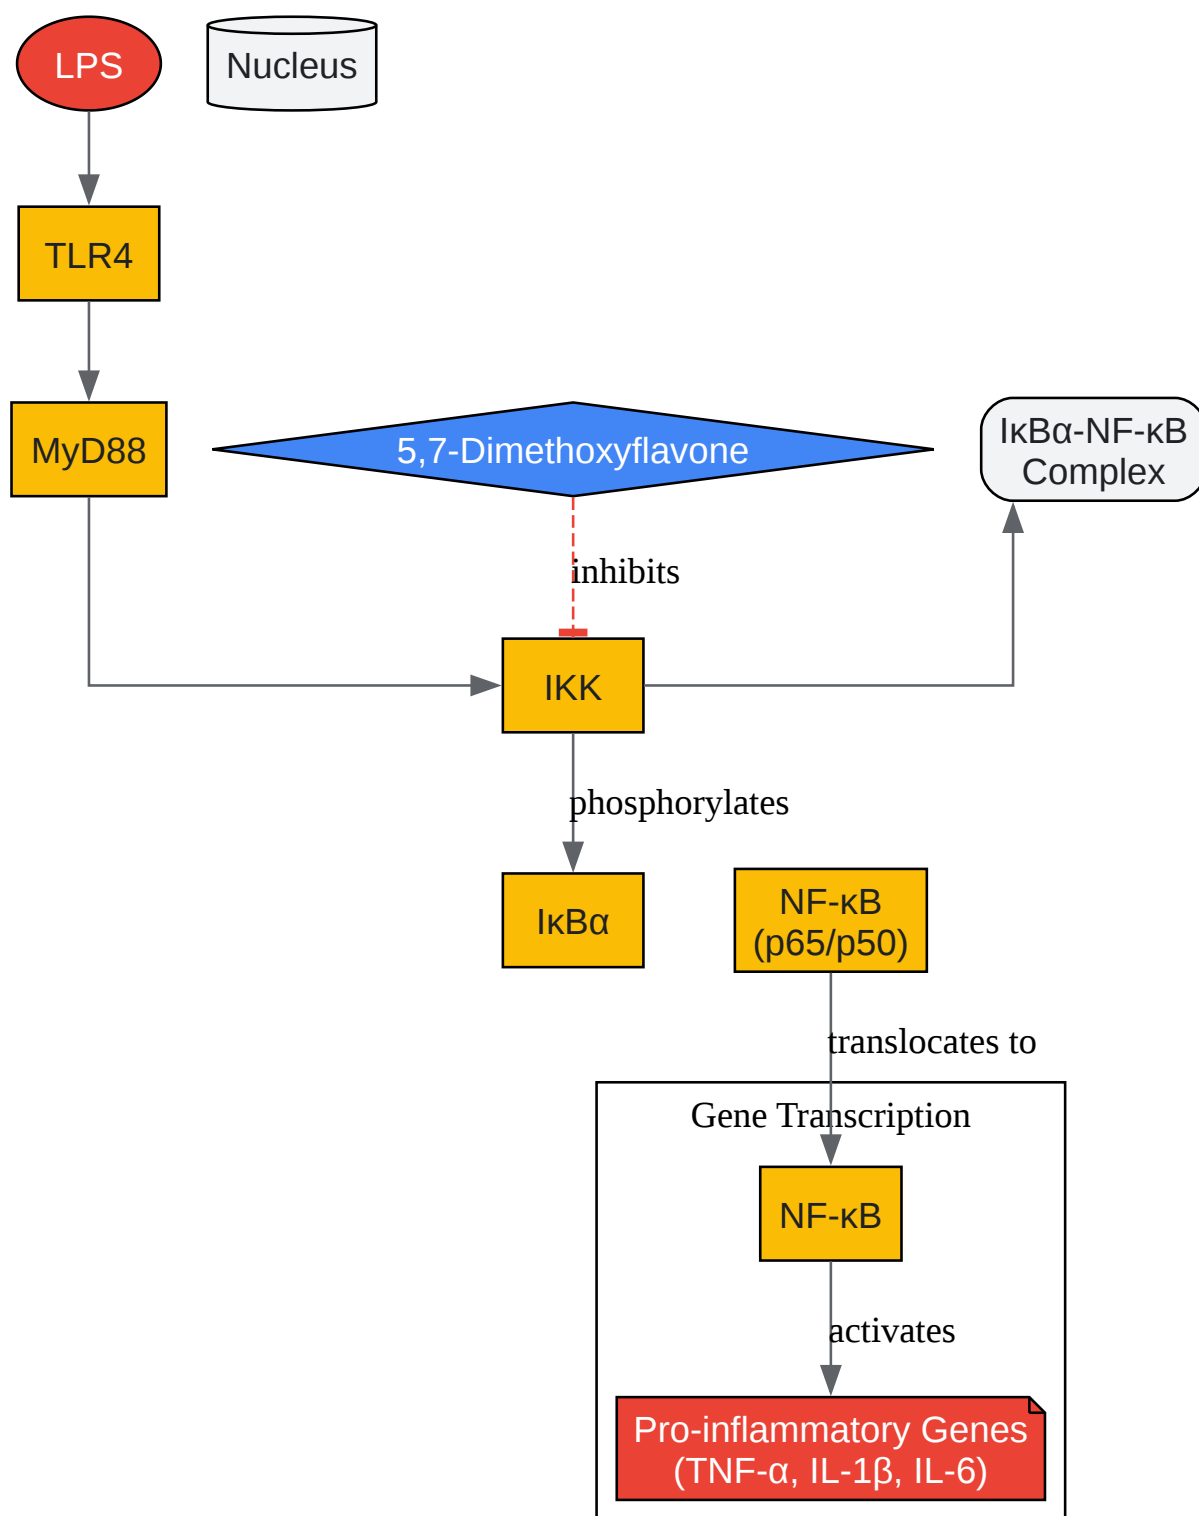 LPS
Nucleus
TLR4
MyD88
5,7-Dimethoxyflavone
IκBα-NF-κB
Complex
inhibits
IKK
phosphorylates
IκBα
NF-κB
(p65/p50)
translocates to
Gene Transcription
NF-κB
activates
Pro-inflammatory Genes
(TNF-α, IL-1β, IL-6)